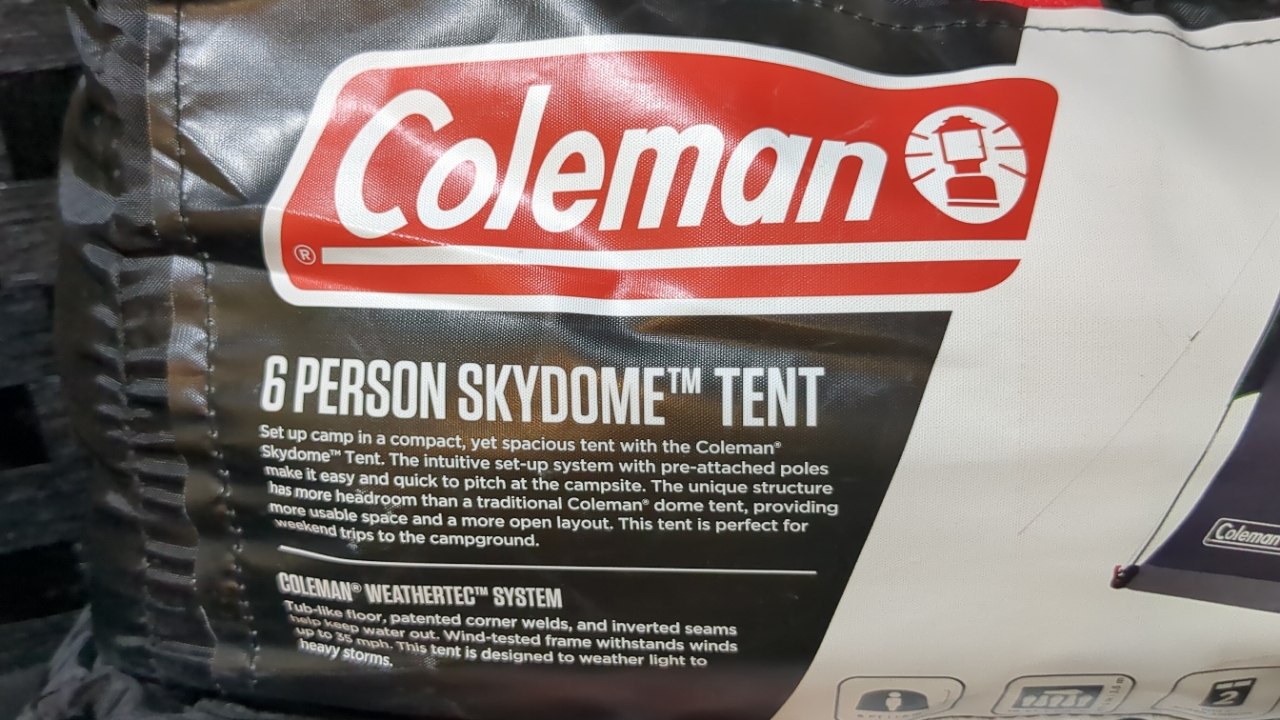 Coleman
®
6 PERSON SKYDOME™ TENT
Set up camp in a compact, yet spacious tent with the Coleman®
Skydome™ Tent. The intuitive set-up system with pre-attached poles
make it easy and quick to pitch at the campsite. The unique structure
has more headroom than a traditional Coleman® dome tent, providing
more usable space and a more open layout. This tent is perfect for
weekend trips to the campground.
COLEMAN® WEATHERTEC™ SYSTEM
Tub-like floor, patented corner welds, and inverted seams
help keep water out. Wind-tested frame withstands winds
up to 35 mph. This tent is designed to weather light to
heavy storms.
Coleman
2